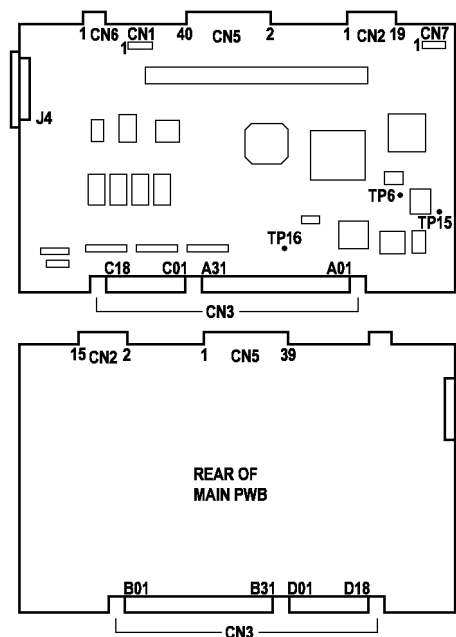 1 CN6 CN1 40 CN5 2 1 CN2 19 CN7
1 1
J4
TP6
TP15
TP16
C18 C01 A31 A01
CN3
15 CN2 2 1 CN5 39
REAR OF
MAIN PWB
B01 B31 D01 D18
CN3